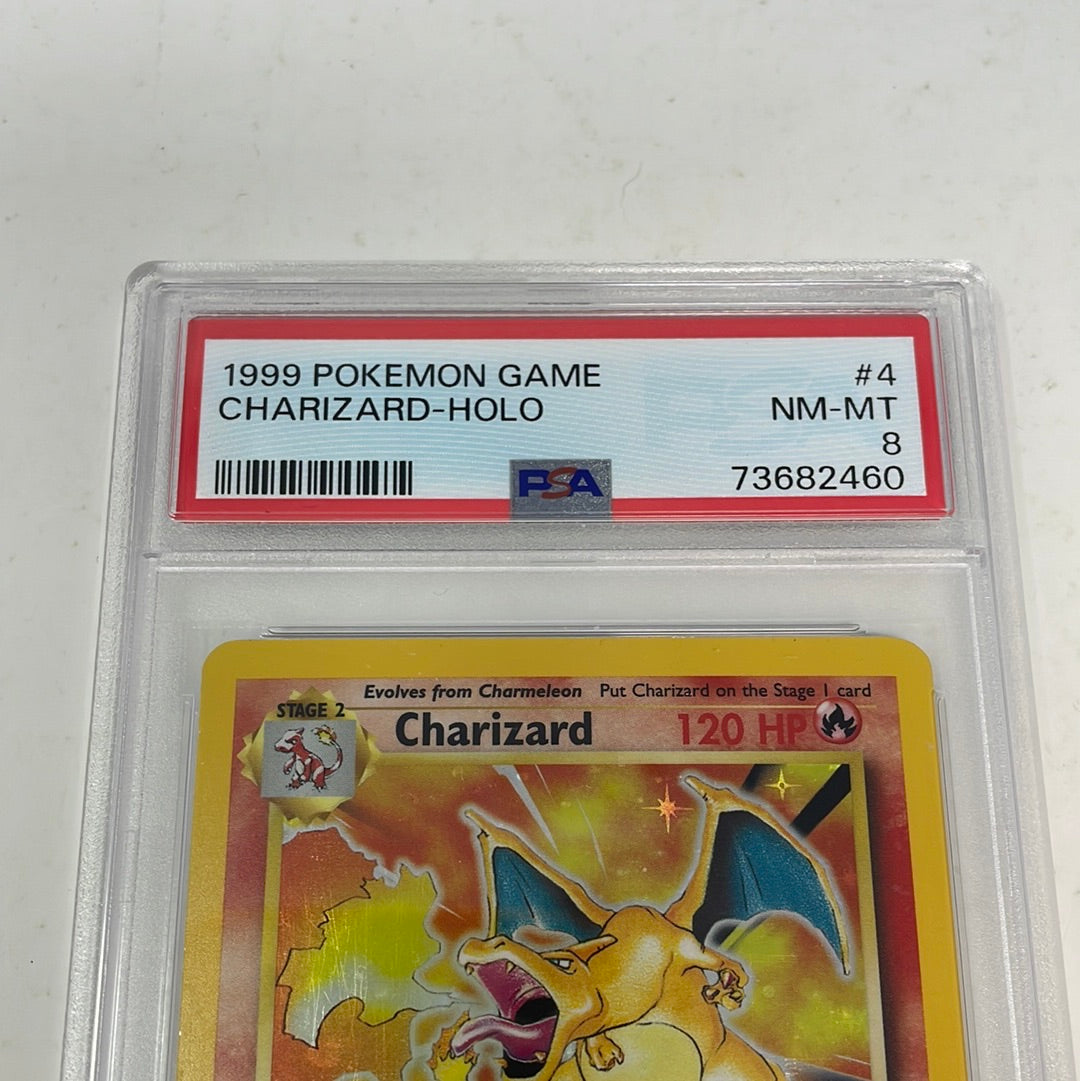 1999 POKEMON GAME #4
CHARIZARD-HOLO NM-MT
8
PSA 73682460
Evolves from Charmeleon Put Charizard on the Stage 1 card
STAGE 2
Charizard 120 HP